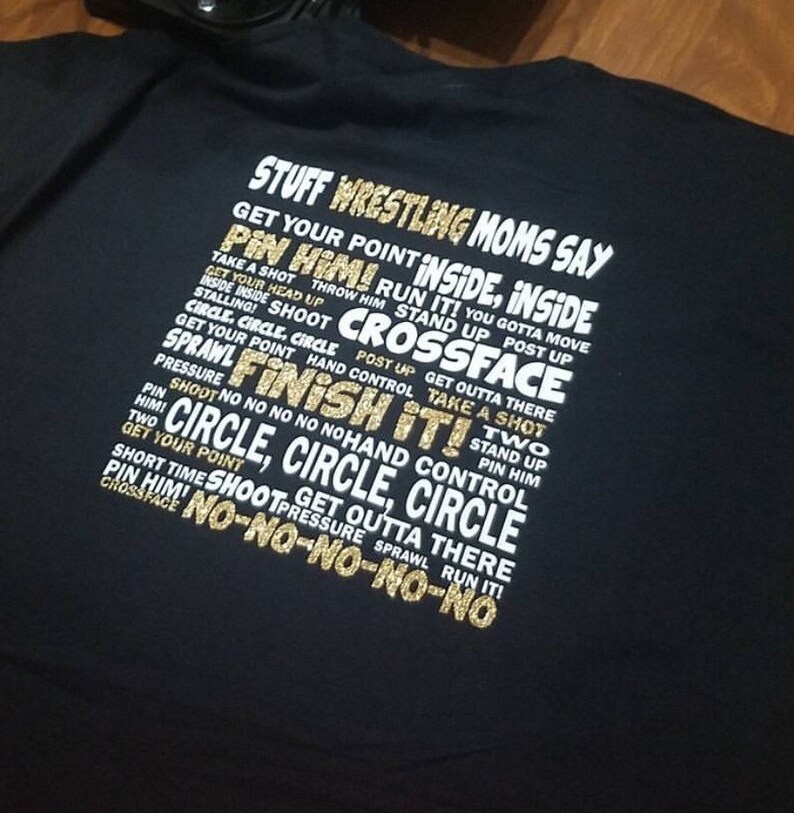 STUFF WRESTLING MOMS SAY
GET YOUR POINT INSIDE, INSIDE
PIN HIM! RUN IT! YOU GOTTA MOVE
TAKE A SHOT THROW HIM STAND UP POST UP
GET YOUR HEAD UP
INSIDE INSIDE SHOOT CROSSFACE
STALLING!
CIRCLE, CIRCLE, CIRCLE POST UP GET OUTTA THERE
GET YOUR POINT HAND CONTROL TAKE A SHOT
SPRAWL FINISH IT! TWO
PRESSURE STAND UP
SHOOT NO NO NO NO NO HAND CONTROL PIN HIM
PIN HIM! CIRCLE, CIRCLE, CIRCLE
TWO
GET YOUR POINT
SHORT TIME SHOOT GET OUTTA THERE
PIN HIM! PRESSURE SPRAWL RUN IT!
CROSSFACE NO-NO-NO-NO-NO